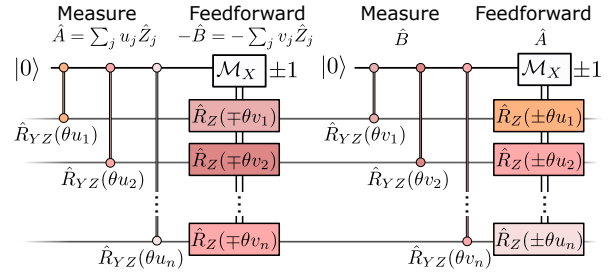 Measure Feedforward Measure Feedforward
Â = ∑_j u_j Ẑ_j −B̂ = −∑_j v_j Ẑ_j B̂ Â
|0⟩ ℳ_X ±1 |0⟩ ℳ_X ±1
R̂_Z(∓θv_1) R̂_Z(±θu_1)
R̂_YZ(θu_1) R̂_YZ(θv_1)
R̂_Z(∓θv_2) R̂_Z(±θu_2)
R̂_YZ(θu_2) R̂_YZ(θv_2)
R̂_Z(∓θv_n) R̂_Z(±θu_n)
R̂_YZ(θu_n) R̂_YZ(θv_n)